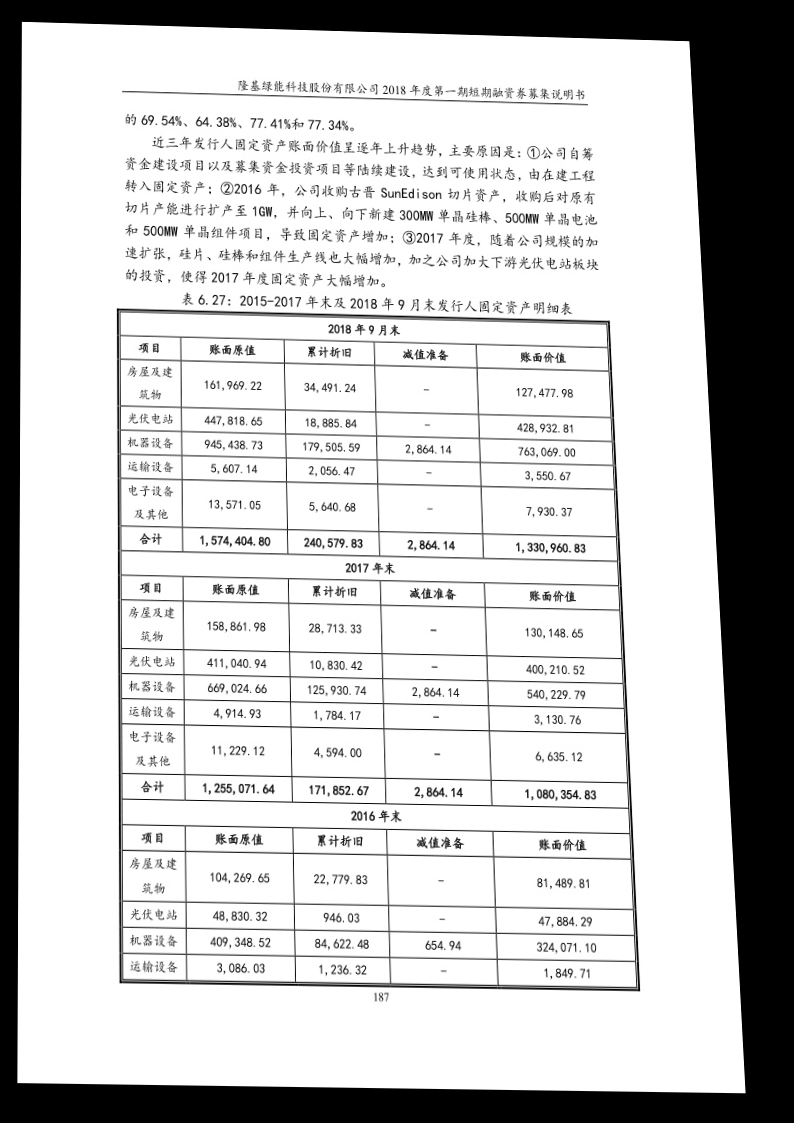 隆基绿能科技股份有限公司 2018 年度第一期短期融资券募集说明书
的 69.54%、64.38%、77.41%和 77.34%。
近三年发行人固定资产账面价值呈逐年上升趋势，主要原因是：①公司自筹
资金建设项目以及募集资金投资项目等陆续建设，达到可使用状态，由在建工程
转入固定资产；②2016 年，公司收购古晋 SunEdison 切片资产，收购后对原有
切片产能进行扩产至 1GW，并向上、向下新建 300MW 单晶硅棒、500MW 单晶电池
和 500MW 单晶组件项目，导致固定资产增加；③2017 年度，随着公司规模的加
速扩张，硅片、硅棒和组件生产线也大幅增加，加之公司加大下游光伏电站板块
的投资，使得 2017 年度固定资产大幅增加。
表 6.27：2015-2017 年末及 2018 年 9 月末发行人固定资产明细表
2018 年 9 月末
项目 账面原值 累计折旧 减值准备 账面价值
房屋及建筑物 161,969.22 34,491.24 － 127,477.98
光伏电站 447,818.65 18,885.84 － 428,932.81
机器设备 945,438.73 179,505.59 2,864.14 763,069.00
运输设备 5,607.14 2,056.47 － 3,550.67
电子设备及其他 13,571.05 5,640.68 － 7,930.37
合计 1,574,404.80 240,579.83 2,864.14 1,330,960.83
2017 年末
项目 账面原值 累计折旧 减值准备 账面价值
房屋及建筑物 158,861.98 28,713.33 － 130,148.65
光伏电站 411,040.94 10,830.42 － 400,210.52
机器设备 669,024.66 125,930.74 2,864.14 540,229.79
运输设备 4,914.93 1,784.17 － 3,130.76
电子设备及其他 11,229.12 4,594.00 － 6,635.12
合计 1,255,071.64 171,852.67 2,864.14 1,080,354.83
2016 年末
项目 账面原值 累计折旧 减值准备 账面价值
房屋及建筑物 104,269.65 22,779.83 － 81,489.81
光伏电站 48,830.32 946.03 － 47,884.29
机器设备 409,348.52 84,622.48 654.94 324,071.10
运输设备 3,086.03 1,236.32 － 1,849.71
187